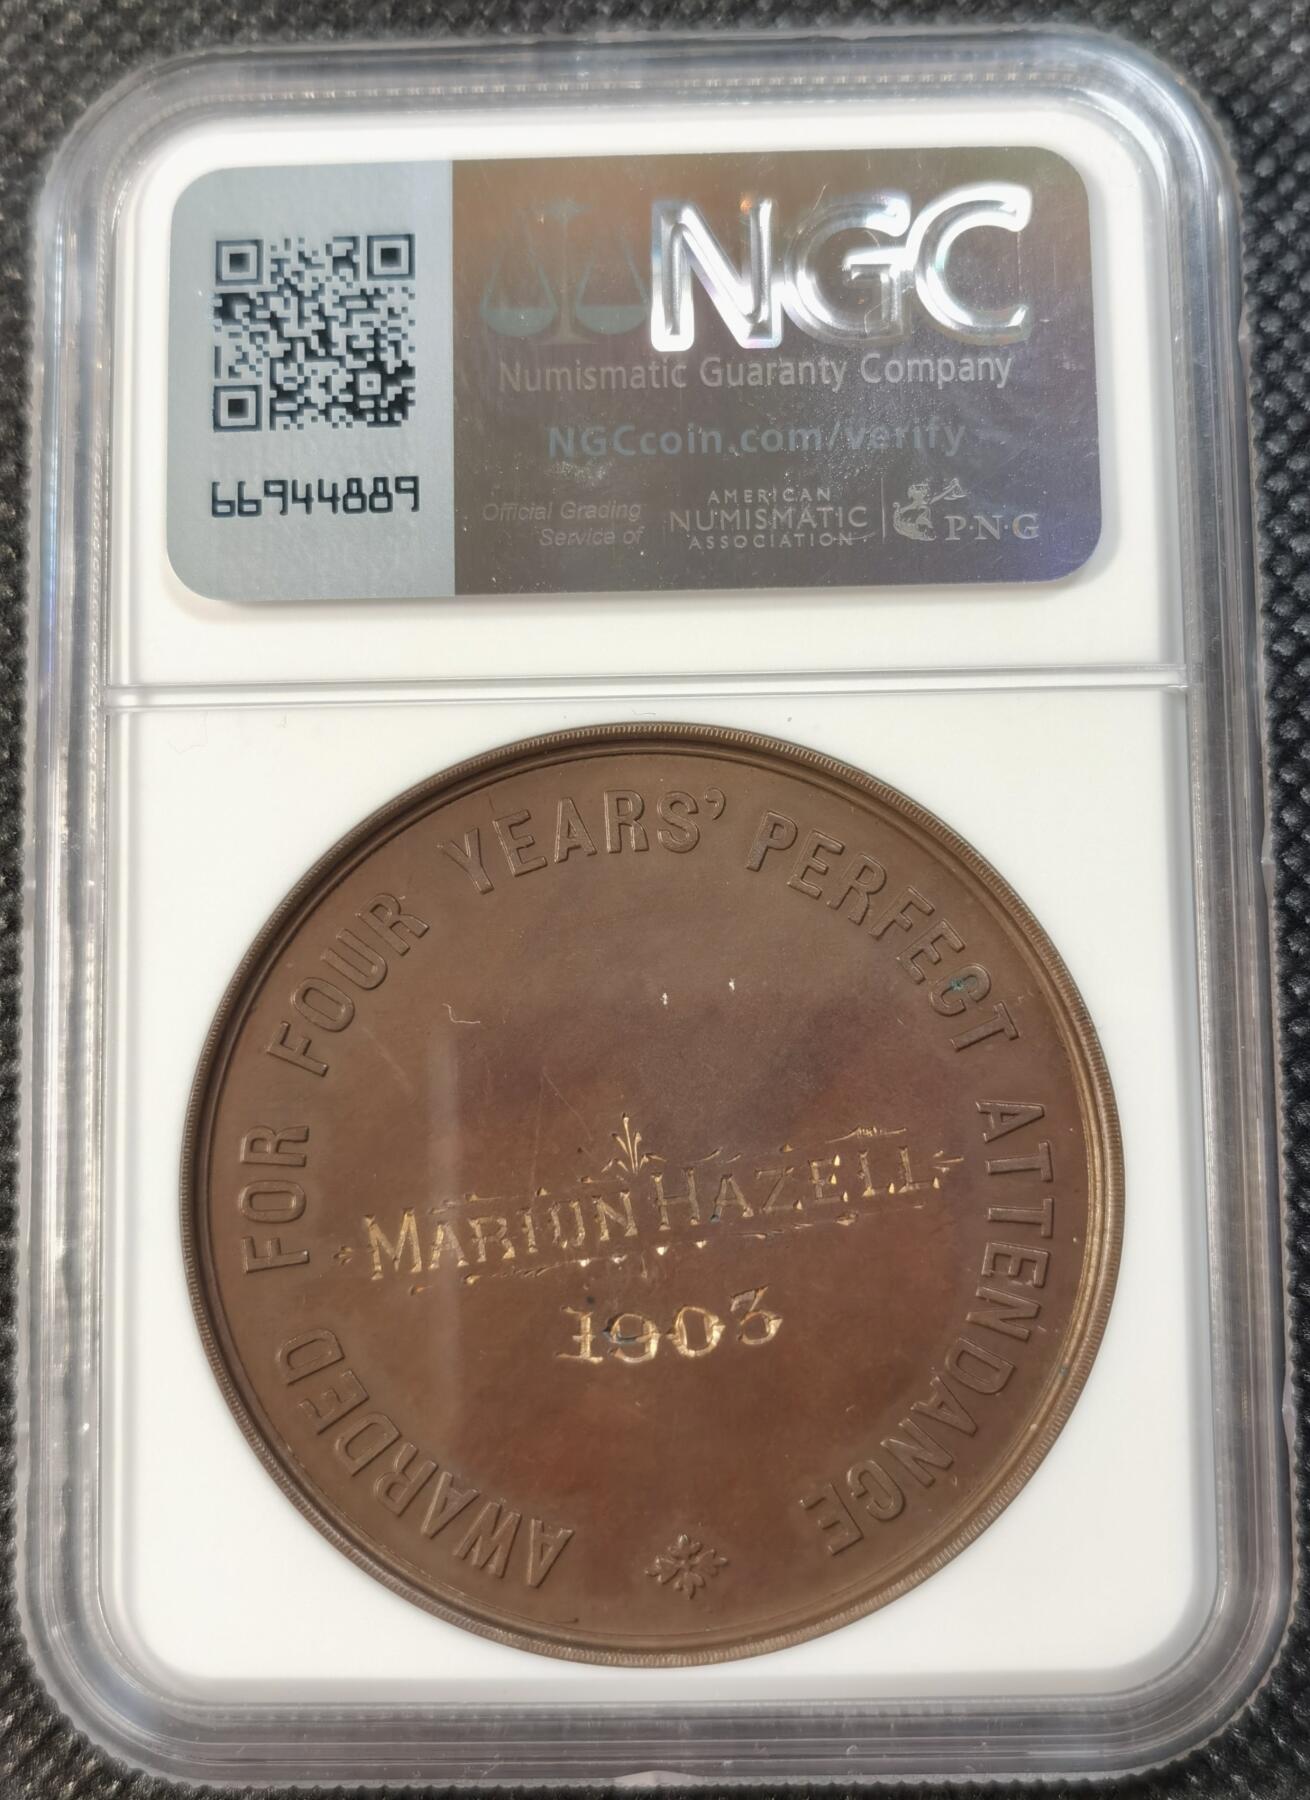 NGC
Numismatic Guaranty Company
NGCcoin.com/verify
66944889
Official Grading
Service of
AMERICAN
NUMISMATIC
ASSOCIATION
P·N·G
AWARDED FOR FOUR YEARS' PERFECT ATTENDANCE
MARION HAZELL
1903